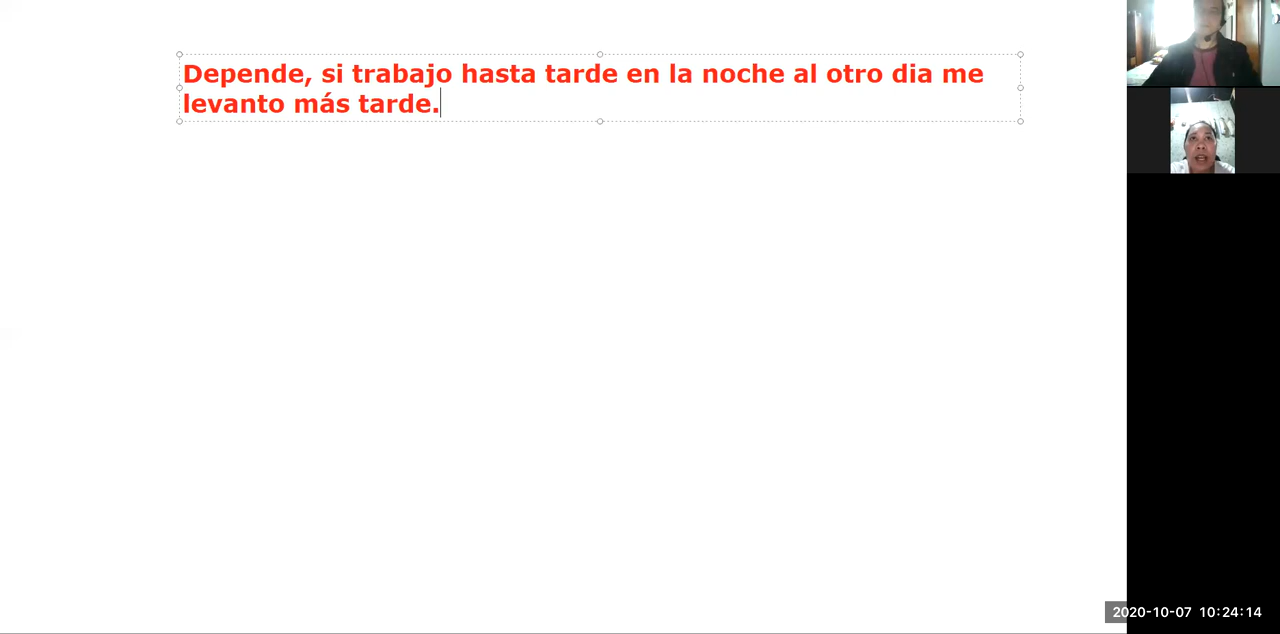 Depende, si trabajo hasta tarde en la noche al otro dia me
levanto más tarde.
2020-10-07 10:24:14